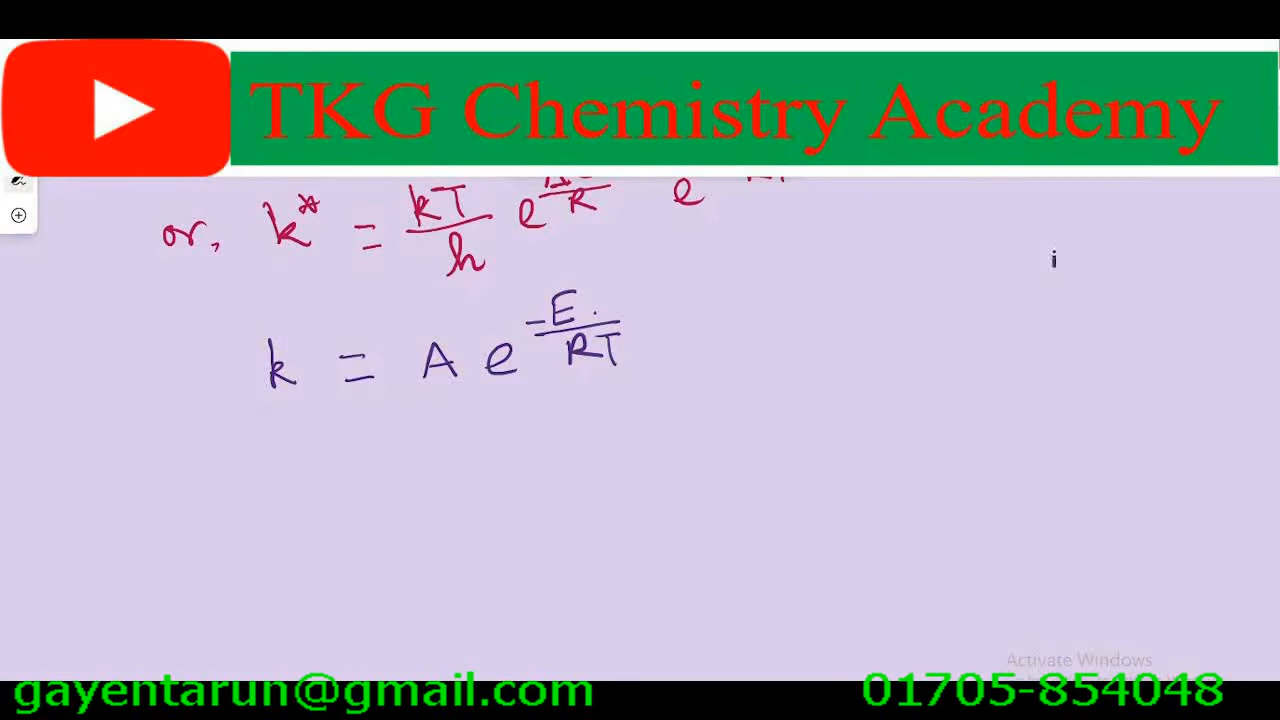 TKG Chemistry Academy
or, k* = kT/h e^R e
k = A e^(-E/RT)
i
Activate Windows
gayentarun@gmail.com 01705-854048